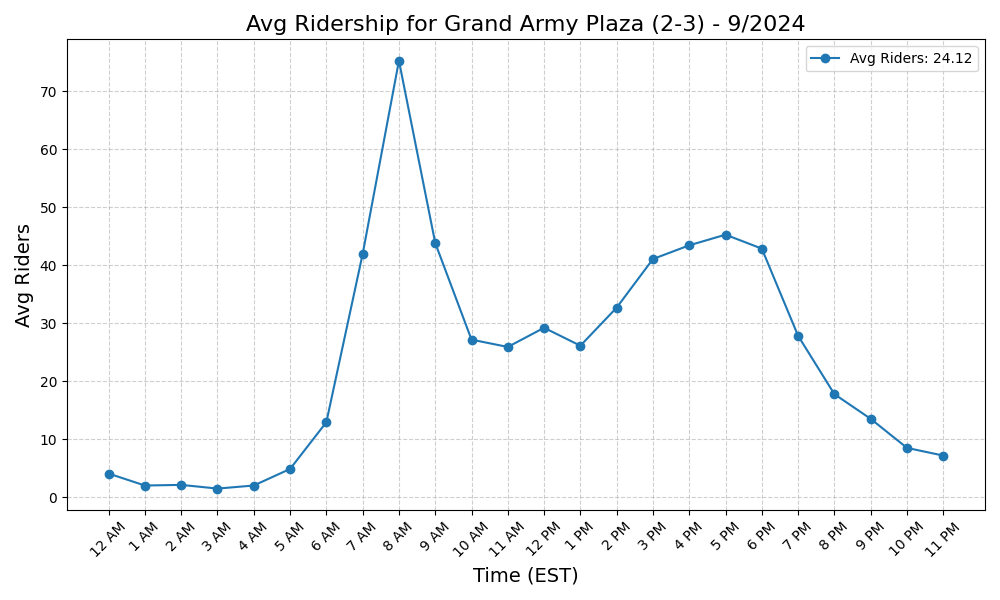 Avg Ridership for Grand Army Plaza (2-3) - 9/2024
Avg Riders: 24.12
Avg Riders
70
60
50
40
30
20
10
0
12 AM 1 AM 2 AM 3 AM 4 AM 5 AM 6 AM 7 AM 8 AM 9 AM 10 AM 11 AM 12 PM 1 PM 2 PM 3 PM 4 PM 5 PM 6 PM 7 PM 8 PM 9 PM 10 PM 11 PM
Time (EST)